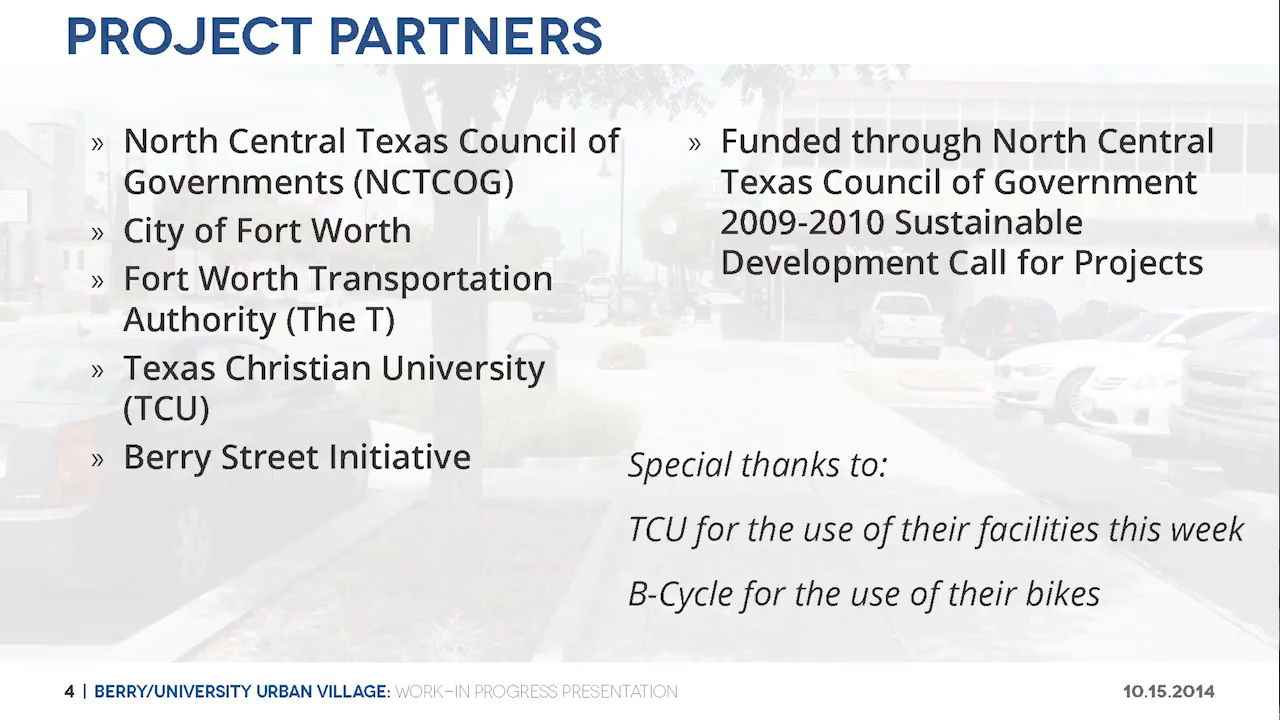 PROJECT PARTNERS
» North Central Texas Council of
Governments (NCTCOG)
» City of Fort Worth
» Fort Worth Transportation
Authority (The T)
» Texas Christian University
(TCU)
» Berry Street Initiative
» Funded through North Central
Texas Council of Government
2009-2010 Sustainable
Development Call for Projects
Special thanks to:
TCU for the use of their facilities this week
B-Cycle for the use of their bikes
4 | BERRY/UNIVERSITY URBAN VILLAGE: WORK-IN PROGRESS PRESENTATION
10.15.2014